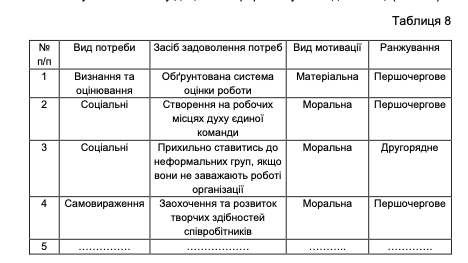 Таблиця 8
№ п/п Вид потреби Засіб задоволення потреб Вид мотивації Ранжування
1 Визнання та оцінювання Обґрунтована система оцінки роботи Матеріальна Першочергове
2 Соціальні Створення на робочих місцях духу єдиної команди Моральна Першочергове
3 Соціальні Прихильно ставитись до неформальних груп, якщо вони не заважають роботі організації Моральна Другорядне
4 Самовираження Заохочення та розвиток творчих здібностей співробітників Моральна Першочергове
5 …………… ………………. ……….. ………….